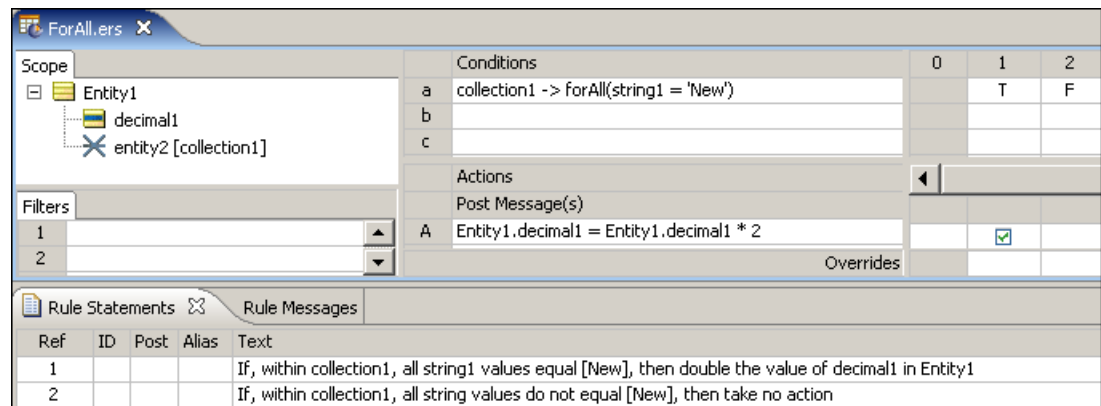 ForAll.ers
Scope
Entity1
decimal1
entity2 [collection1]
Filters
1
2
Conditions 0 1 2
a collection1 -> forAll(string1 = 'New') T F
b
c
Actions
Post Message(s)
A Entity1.decimal1 = Entity1.decimal1 * 2
Overrides
Rule Statements Rule Messages
Ref ID Post Alias Text
1 If, within collection1, all string1 values equal [New], then double the value of decimal1 in Entity1
2 If, within collection1, all string values do not equal [New], then take no action